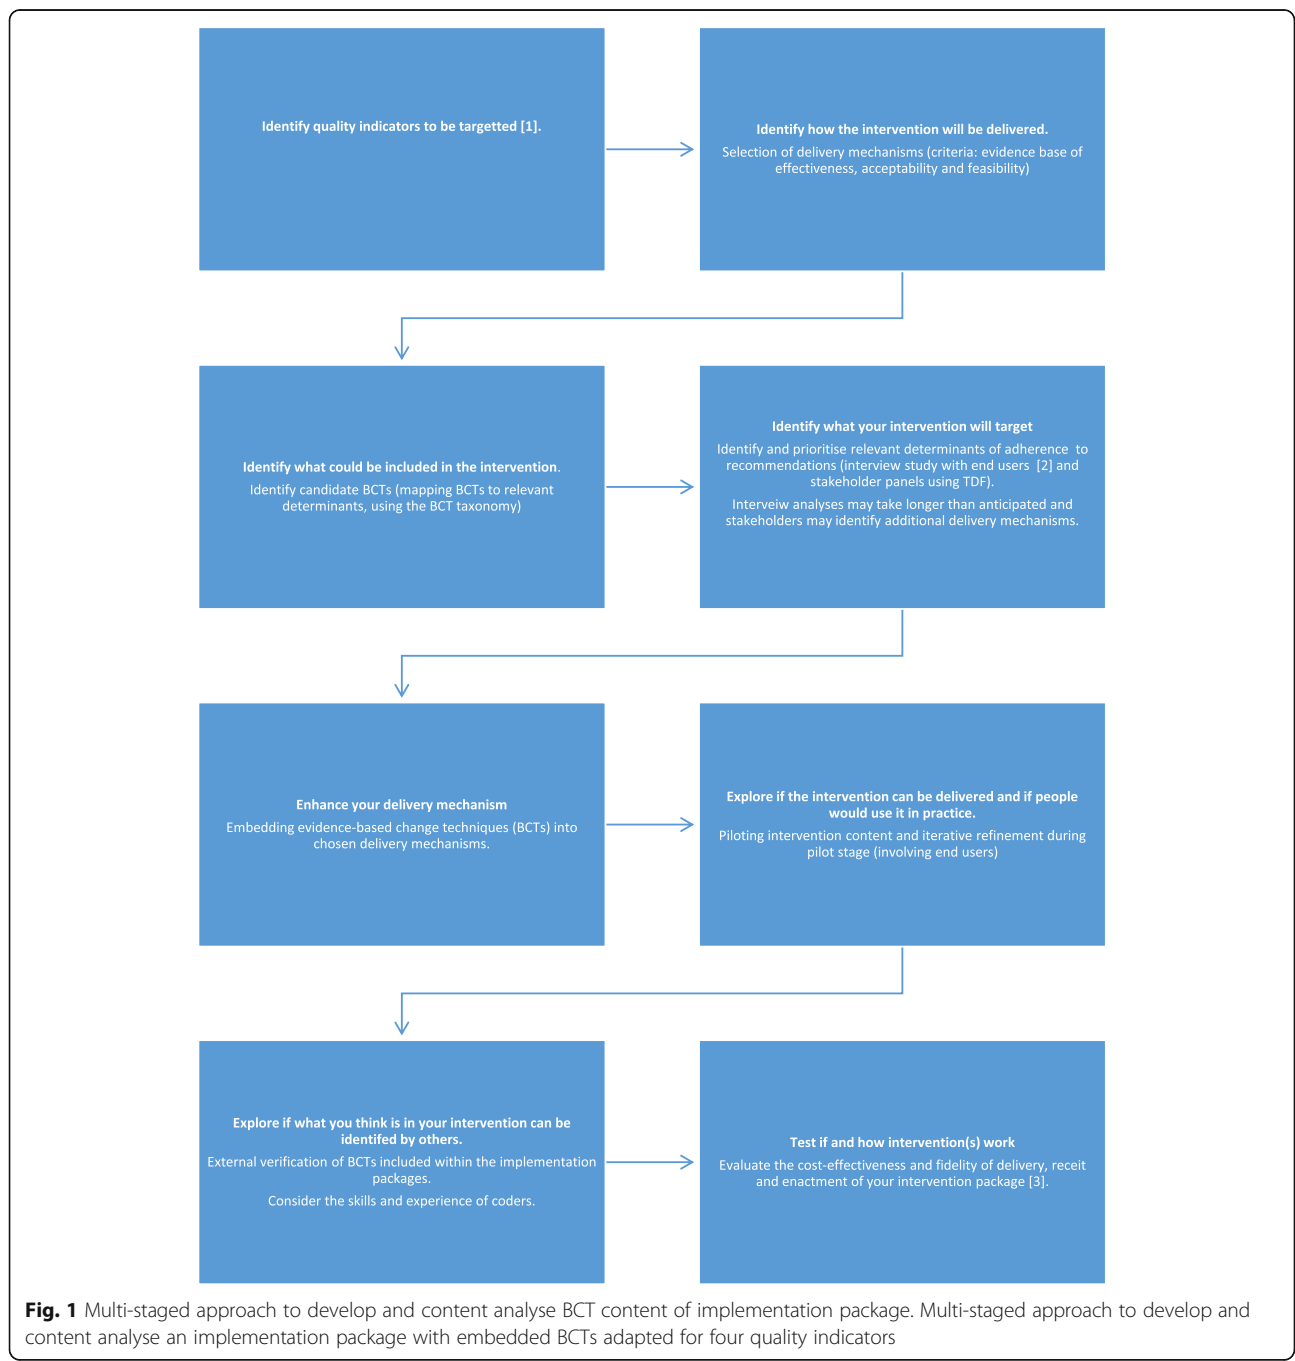 Identify quality indicators to be targetted [1].
Identify how the intervention will be delivered.
Selection of delivery mechanisms (criteria: evidence base of
effectiveness, acceptability and feasibility)
Identify what could be included in the intervention.
Identify candidate BCTs (mapping BCTs to relevant
determinants, using the BCT taxonomy)
Identify what your intervention will target
Identify and prioritise relevant determinants of adherence to
recommendations (interview study with end users [2] and
stakeholder panels using TDF).
Interveiw analyses may take longer than anticipated and
stakeholders may identify additional delivery mechanisms.
Enhance your delivery mechanism
Embedding evidence-based change techniques (BCTs) into
chosen delivery mechanisms.
Explore if the intervention can be delivered and if people
would use it in practice.
Piloting intervention content and iterative refinement during
pilot stage (involving end users)
Explore if what you think is in your intervention can be
identifed by others.
External verification of BCTs included within the implementation
packages.
Consider the skills and experience of coders.
Test if and how intervention(s) work
Evaluate the cost-effectiveness and fidelity of delivery, receit
and enactment of your intervention package [3].
Fig. 1 Multi-staged approach to develop and content analyse BCT content of implementation package. Multi-staged approach to develop and
content analyse an implementation package with embedded BCTs adapted for four quality indicators